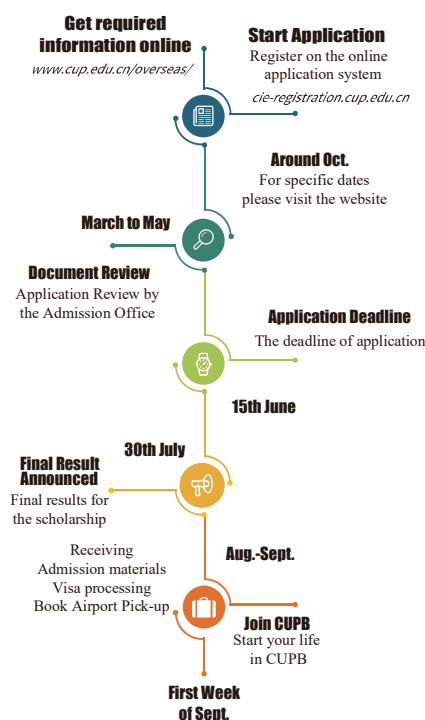 Get required
information online
www.cup.edu.cn/overseas/
Start Application
Register on the online
application system
cie-registration.cup.edu.cn
Around Oct.
For specific dates
please visit the website
March to May
Document Review
Application Review by
the Admission Office
Application Deadline
The deadline of application
15th June
30th July
Final Result
Announced
Final results for
the scholarship
Aug.-Sept.
Receiving
Admission materials
Visa processing
Book Airport Pick-up
Join CUPB
Start your life
in CUPB
First Week
of Sept.